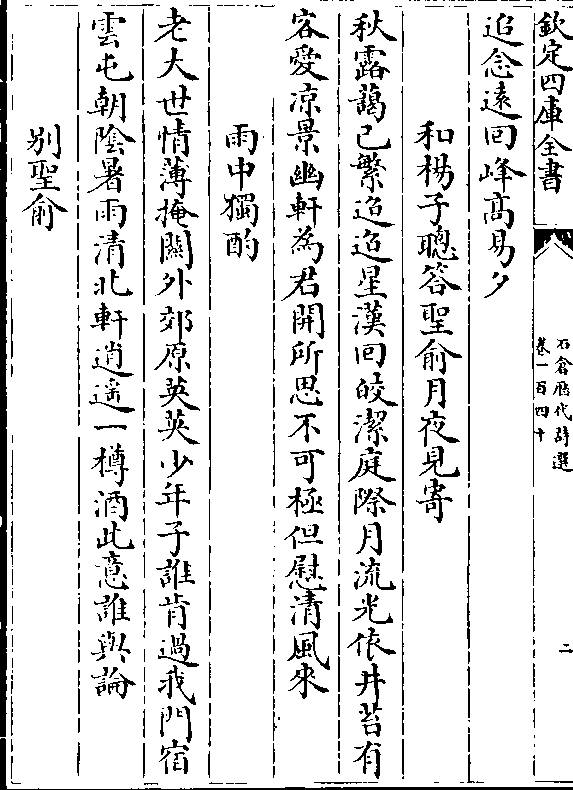 欽定四庫全書
石倉歷代詩選
卷一百四十
二
追念遠回峰髙易夕
和楊子聰答聖俞月夜見寄
秋露藹已繁迢迢星漢回皎潔庭際月流光依井苔有
客愛凉景幽軒為君開所思不可極但慰清風來
雨中獨酌
老大世情薄掩關外郊原英英少年子誰肯過我門宿
雲屯朝陰暑雨清北軒逍遙一樽酒此意誰與論
别聖俞